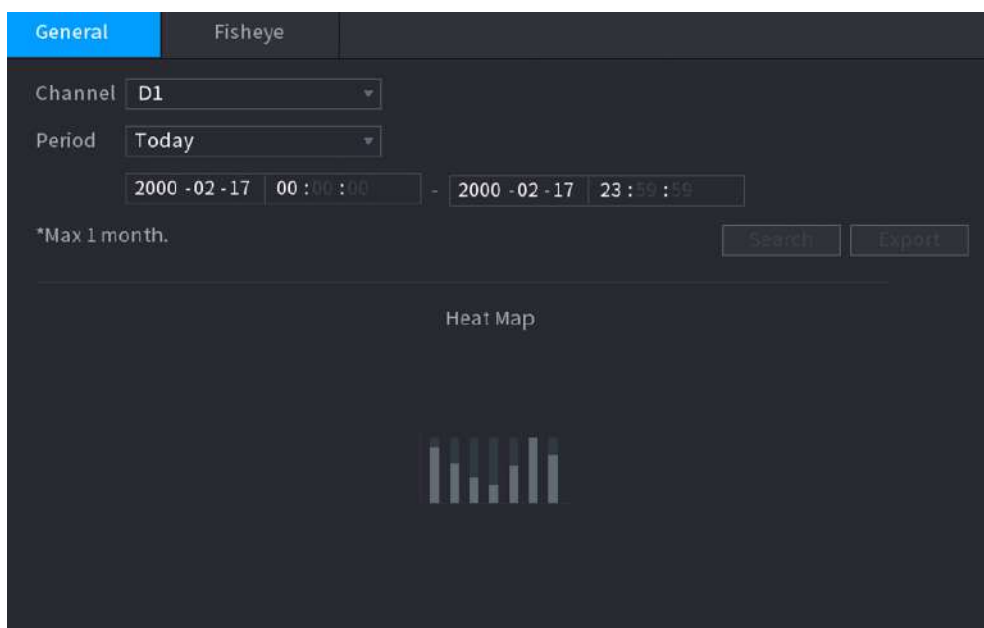 General Fisheye
Channel D1
Period Today
2000 -02 -17 00 :00 :00 - 2000 -02 -17 23 :59 :59
*Max 1 month. Search Export
Heat Map